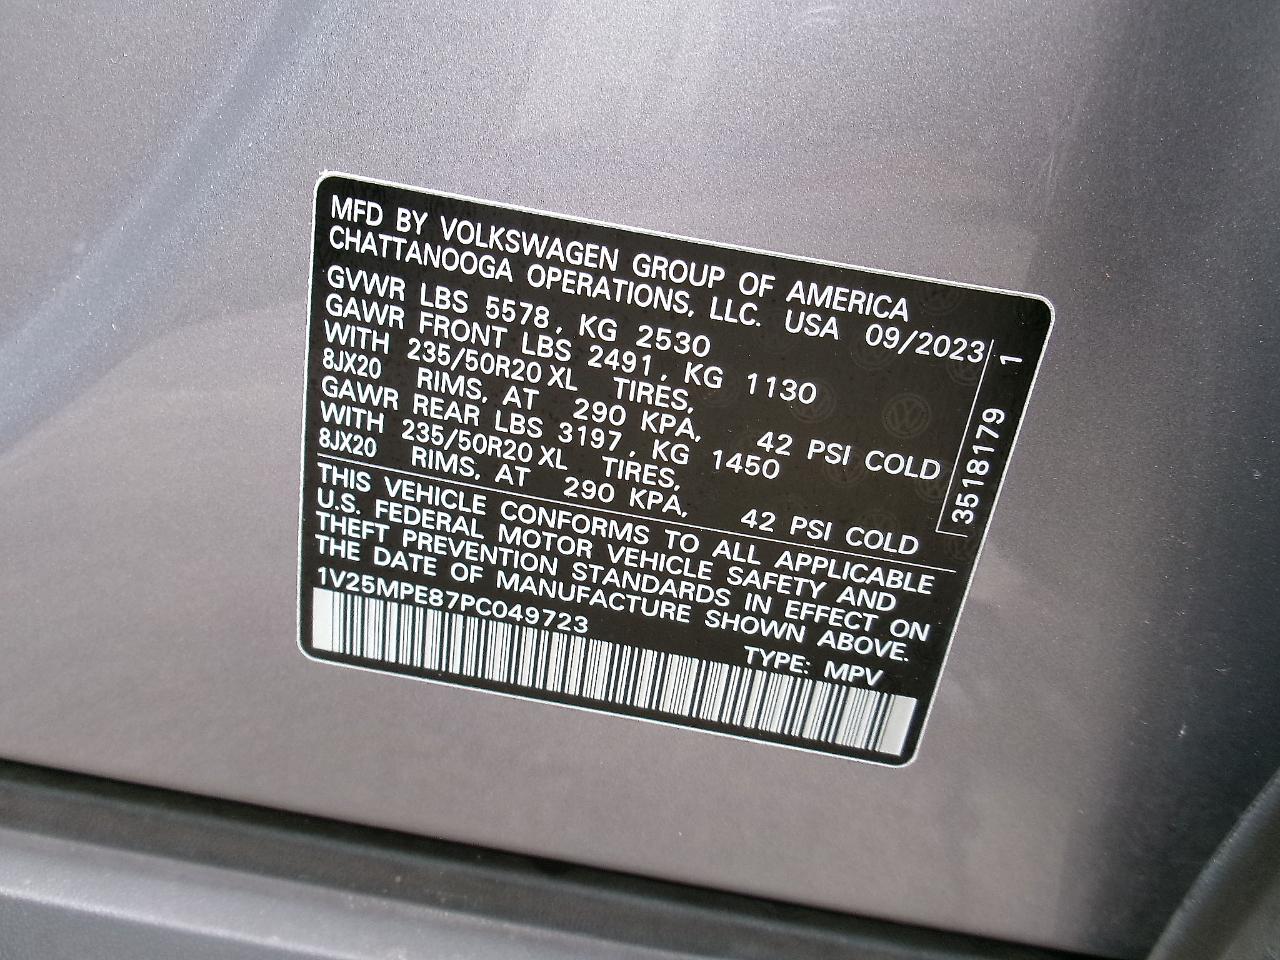 MFD BY VOLKSWAGEN GROUP OF AMERICA
CHATTANOOGA OPERATIONS, LLC. USA 09/2023
GVWR LBS 5578, KG 2530
GAWR FRONT LBS 2491, KG 1130
WITH 235/50R20 XL TIRES,
8JX20 RIMS, AT 290 KPA, 42 PSI COLD
GAWR REAR LBS 3197, KG 1450
WITH 235/50R20 XL TIRES,
8JX20 RIMS, AT 290 KPA, 42 PSI COLD
3518179 1
THIS VEHICLE CONFORMS TO ALL APPLICABLE
U.S. FEDERAL MOTOR VEHICLE SAFETY AND
THEFT PREVENTION STANDARDS IN EFFECT ON
THE DATE OF MANUFACTURE SHOWN ABOVE.
1V25MPE87PC049723 TYPE: MPV